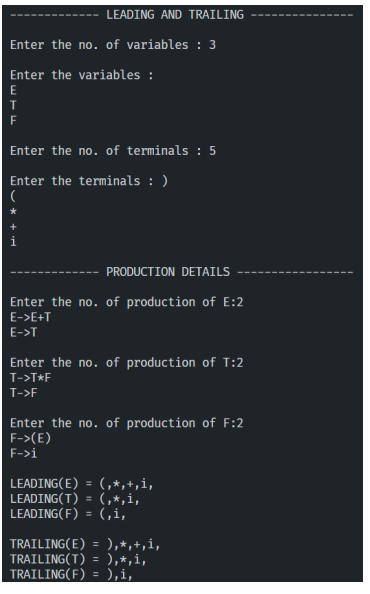 ------------- LEADING AND TRAILING ---------------
Enter the no. of variables : 3
Enter the variables :
E
T
F
Enter the no. of terminals : 5
Enter the terminals : )
(
*
+
i
------------- PRODUCTION DETAILS -----------------
Enter the no. of production of E:2
E->E+T
E->T
Enter the no. of production of T:2
T->T*F
T->F
Enter the no. of production of F:2
F->(E)
F->i
LEADING(E) = (,*,+,i,
LEADING(T) = (,*,i,
LEADING(F) = (,i,
TRAILING(E) = ),*,+,i,
TRAILING(T) = ),*,i,
TRAILING(F) = ),i,